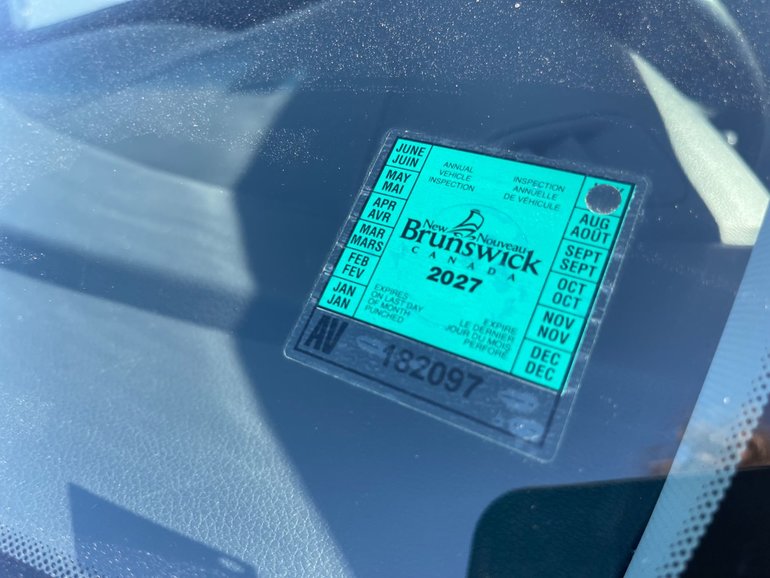 JUNE
JUIN
MAY
MAI
APR
AVR
MAR
MARS
FEB
FEV
JAN
JAN
ANNUAL
VEHICLE
INSPECTION
INSPECTION
ANNUELLE
DE VEHICULE
New Nouveau
Brunswick
CANADA
2027
EXPIRES
ON LAST DAY
OF MONTH
PUNCHED
EXPIRE
LE DERNIER
JOUR DU MOIS
PERFORÉ
AUG
AOUT
SEPT
SEPT
OCT
OCT
NOV
NOV
DEC
DEC
AV 182097